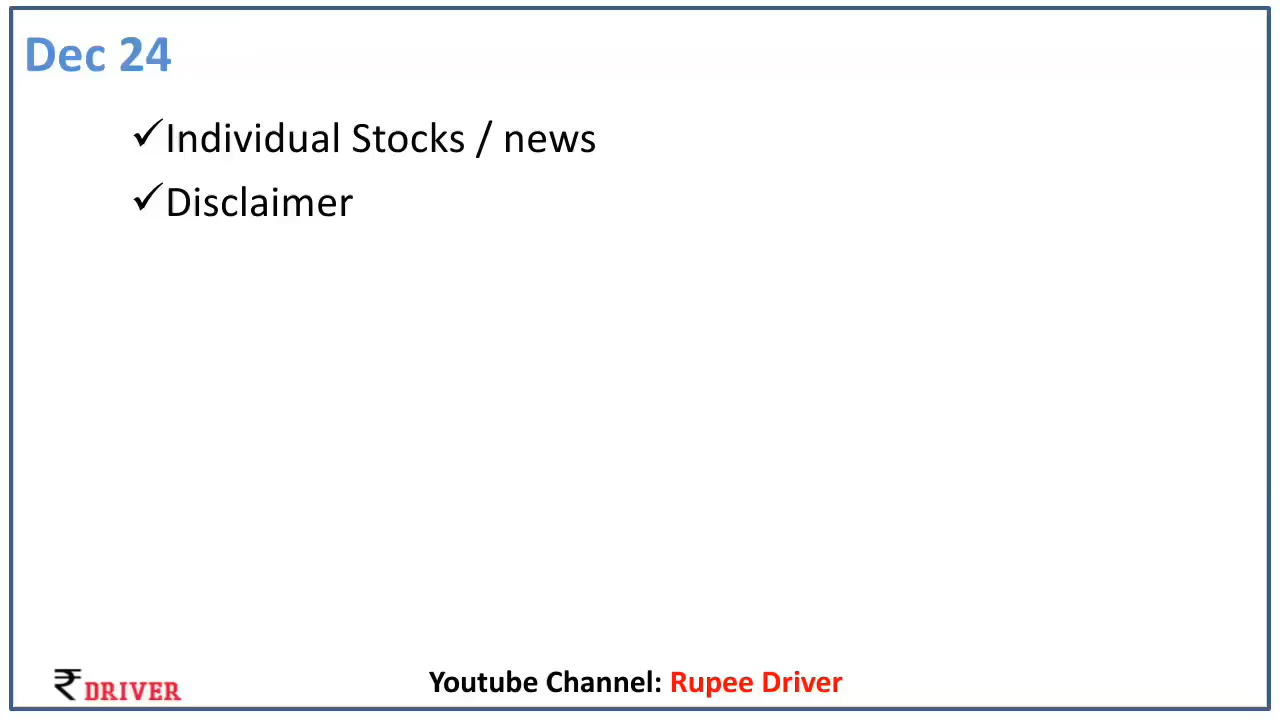 Dec 24
✓Individual Stocks / news
✓Disclaimer
₹ DRIVER
Youtube Channel: Rupee Driver